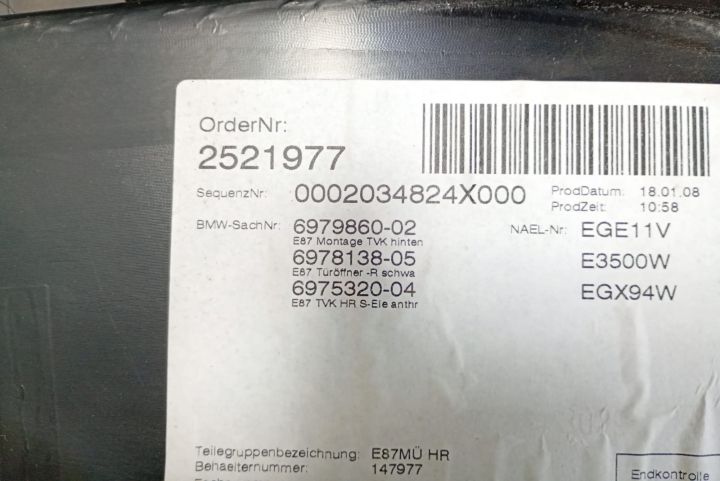 OrderNr:
2521977
SequenzNr: 0002034824X000 ProdDatum: 18.01.08
ProdZeit: 10:58
BMW-SachNr: 6979860-02 NAEL-Nr: EGE11V
E87 Montage TVK hinten
6978138-05 E3500W
E87 Türöffner -R schwa
6975320-04 EGX94W
E87 TVK HR S-Ele anthr
Teilegruppenbezeichnung: E87MÜ HR
Behaelternummer: 147977
Endkontrolle